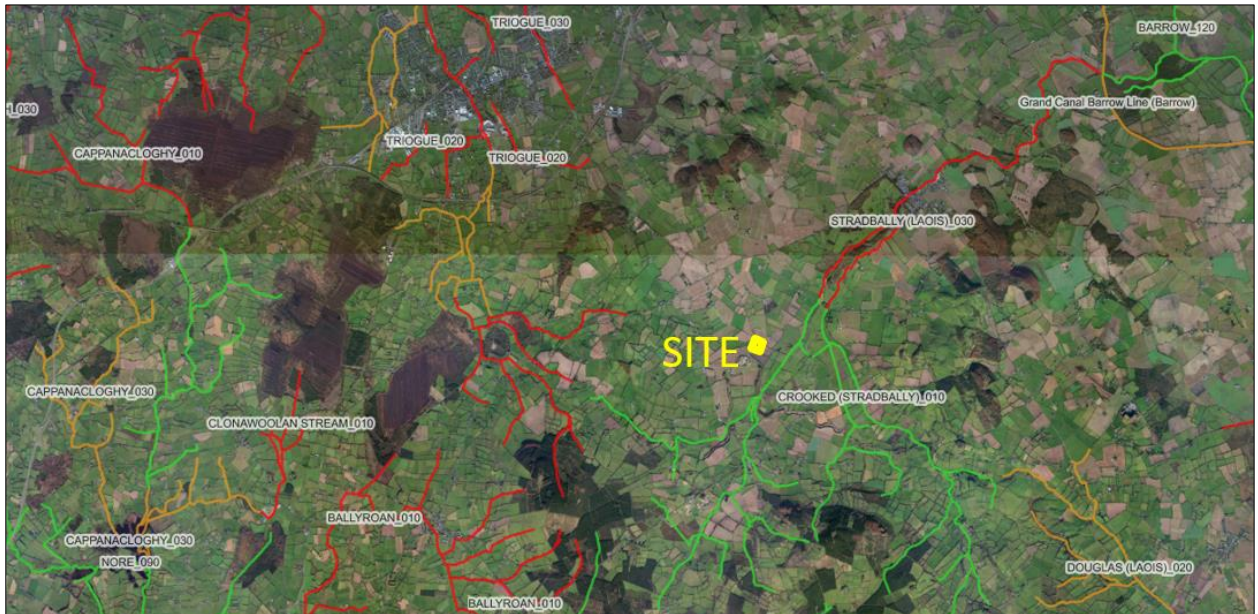 TRIOGUE_030
BARROW_120
Grand Canal Barrow Line (Barrow)
_030
TRIOGUE_020
CAPPANACLOGHY_010
TRIOGUE_020
STRADBALLY (LAOIS)_030
SITE
CAPPANACLOGHY_030
CROOKED (STRADBALLY)_010
CLONAWOOLAN STREAM_010
BALLYROAN_010
CAPPANACLOGHY_030
NORE_090
DOUGLAS (LAOIS)_020
BALLYROAN_010